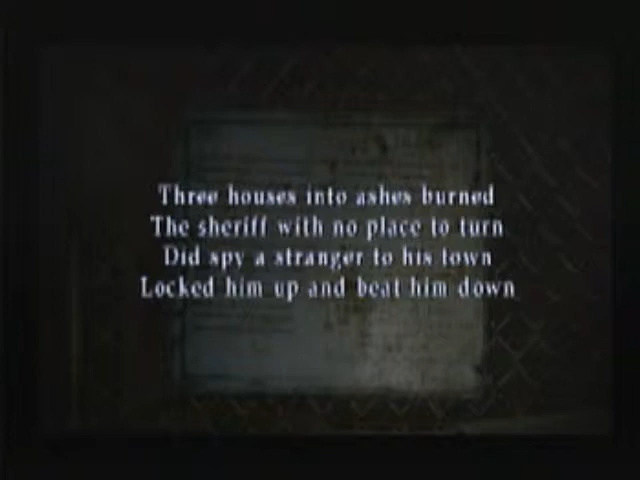 Three houses into ashes burned
The sheriff with no place to turn
Did spy a stranger to his town
Locked him up and beat him down